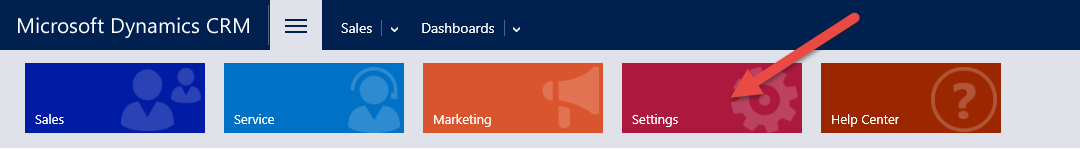 Microsoft Dynamics CRM Sales Dashboards
Sales Service Marketing Settings Help Center